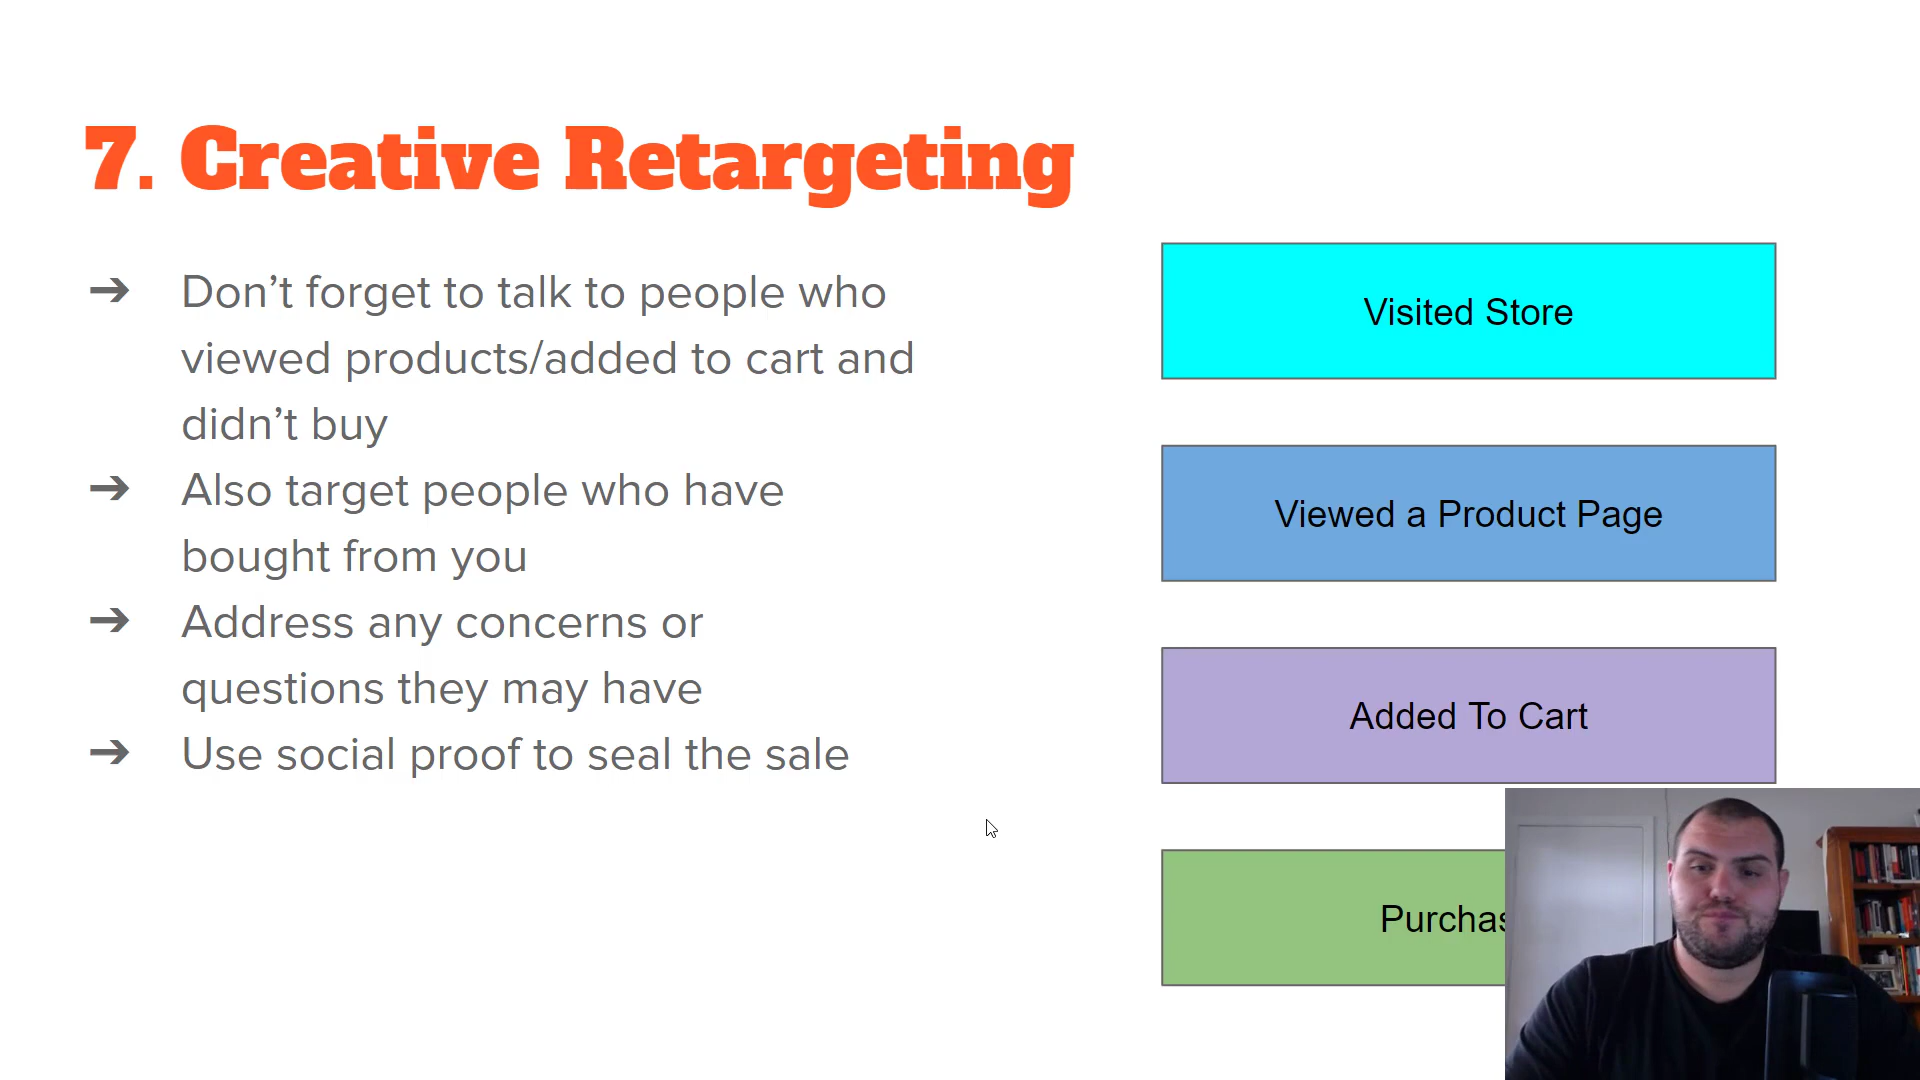 7. Creative Retargeting
➔ Don’t forget to talk to people who
viewed products/added to cart and
didn’t buy
➔ Also target people who have
bought from you
➔ Address any concerns or
questions they may have
➔ Use social proof to seal the sale
Visited Store
Viewed a Product Page
Added To Cart